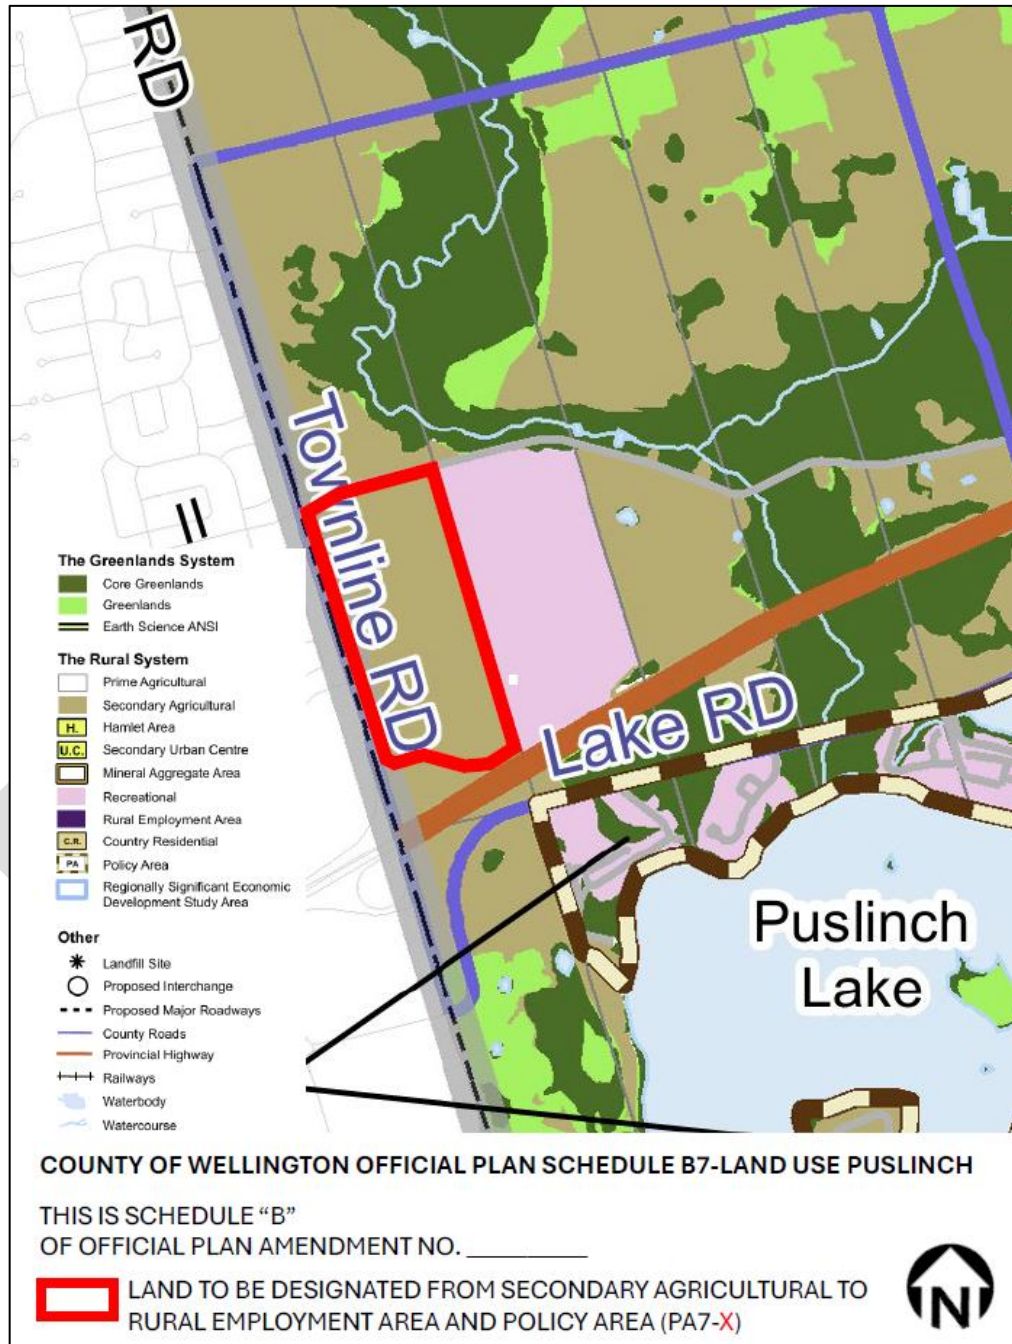 RD
Townline RD
Lake RD
Puslinch
Lake
The Greenlands System
Core Greenlands
Greenlands
Earth Science ANSI
The Rural System
Prime Agricultural
Secondary Agricultural
H. Hamlet Area
U.C. Secondary Urban Centre
Mineral Aggregate Area
Recreational
Rural Employment Area
C.R. Country Residential
PA Policy Area
Regionally Significant Economic
Development Study Area
Other
Landfill Site
Proposed Interchange
Proposed Major Roadways
County Roads
Provincial Highway
Railways
Waterbody
Watercourse
COUNTY OF WELLINGTON OFFICIAL PLAN SCHEDULE B7-LAND USE PUSLINCH
THIS IS SCHEDULE “B”
OF OFFICIAL PLAN AMENDMENT NO. __________
LAND TO BE DESIGNATED FROM SECONDARY AGRICULTURAL TO
RURAL EMPLOYMENT AREA AND POLICY AREA (PA7-X)
N